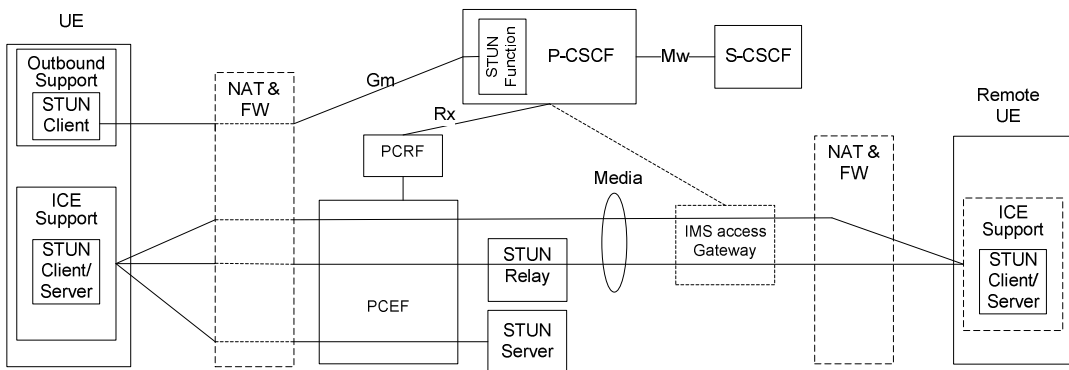 UE
Outbound
Support
STUN
Client
NAT &
FW
Gm
STUN
Function
P-CSCF
Mw
S-CSCF
Rx
PCRF
Remote
UE
NAT &
FW
Media
ICE
Support
STUN
Client/
Server
PCEF
STUN
Relay
IMS access
Gateway
STUN
Server
ICE
Support
STUN
Client/
Server